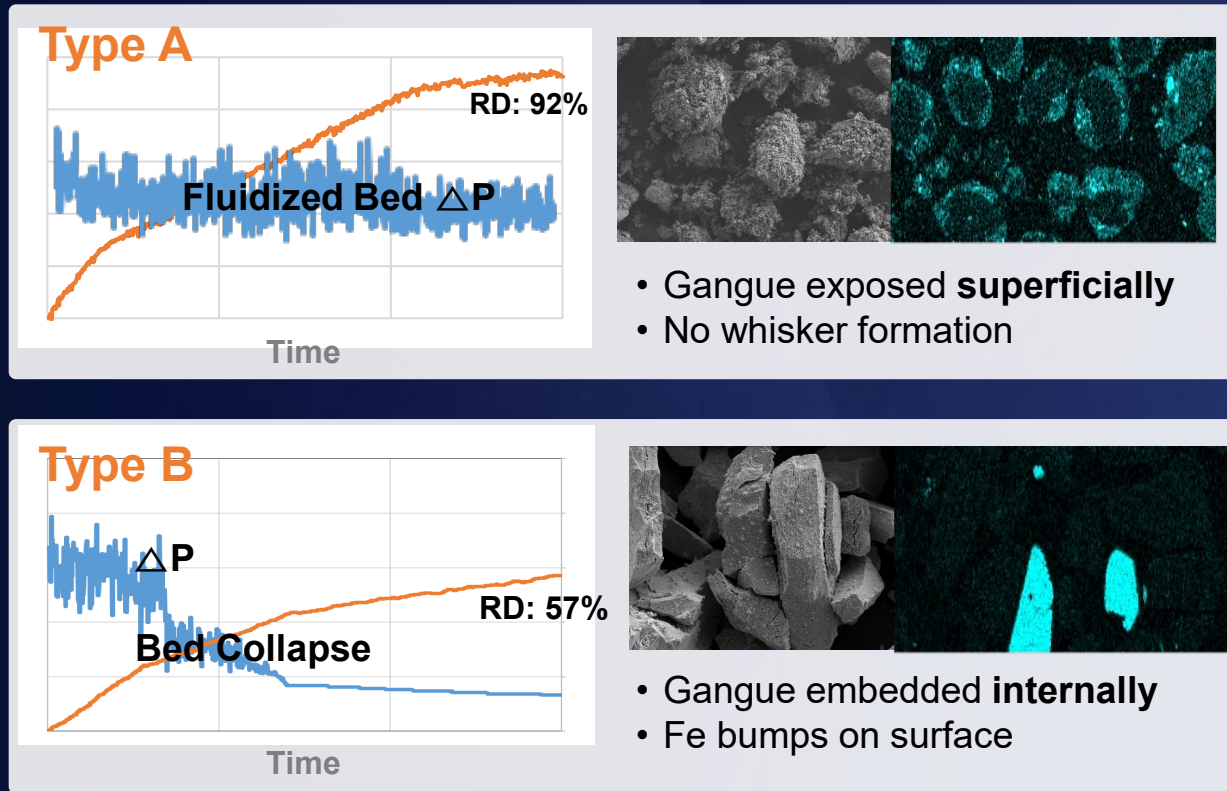 Type A
RD: 92%
Fluidized Bed △P
Time
• Gangue exposed superficially
• No whisker formation
Type B
△P
RD: 57%
Bed Collapse
Time
• Gangue embedded internally
• Fe bumps on surface